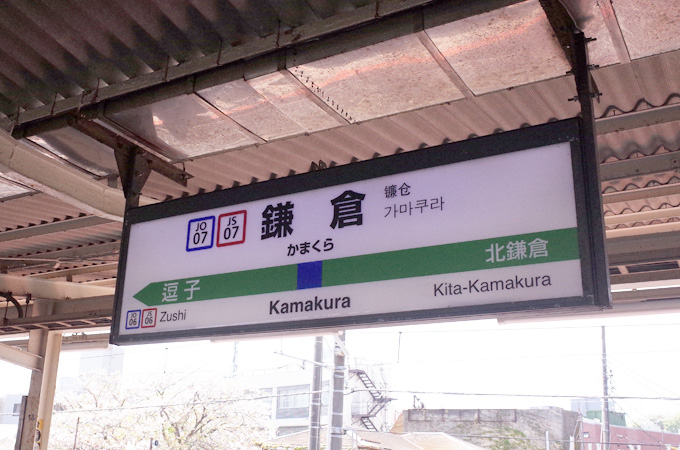 JO
07
JS
07
鎌倉
镰仓
가마쿠라
かまくら
逗子
北鎌倉
JO
06
JS
06
Zushi
Kamakura
Kita-Kamakura